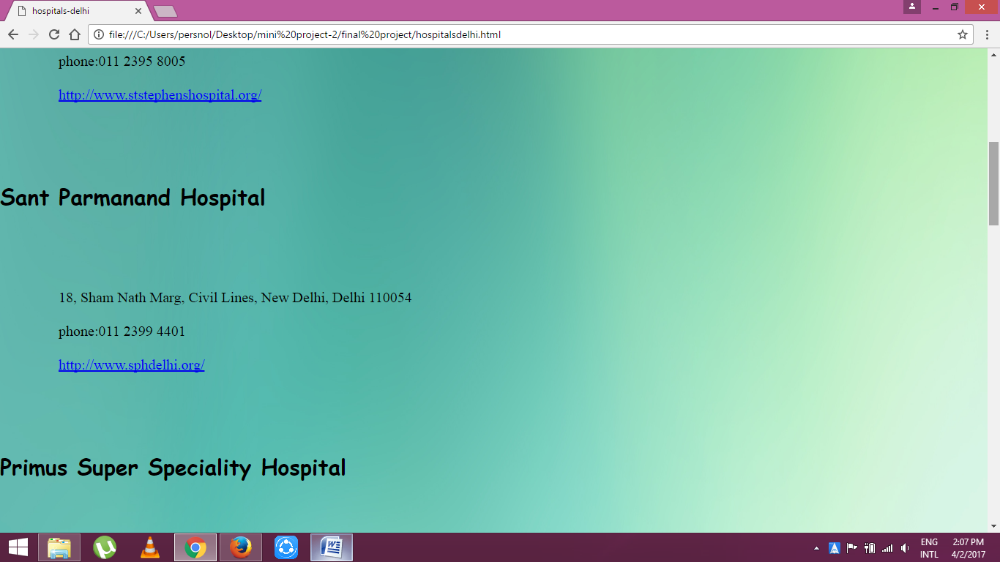 hospitals-delhi
file:///C:/Users/persnol/Desktop/mini%20project-2/final%20project/hospitalsdelhi.html
phone:011 2395 8005
http://www.ststephenshospital.org/
Sant Parmanand Hospital
18, Sham Nath Marg, Civil Lines, New Delhi, Delhi 110054
phone:011 2399 4401
http://www.sphdelhi.org/
Primus Super Speciality Hospital
ENG 2:07 PM
INTL 4/2/2017